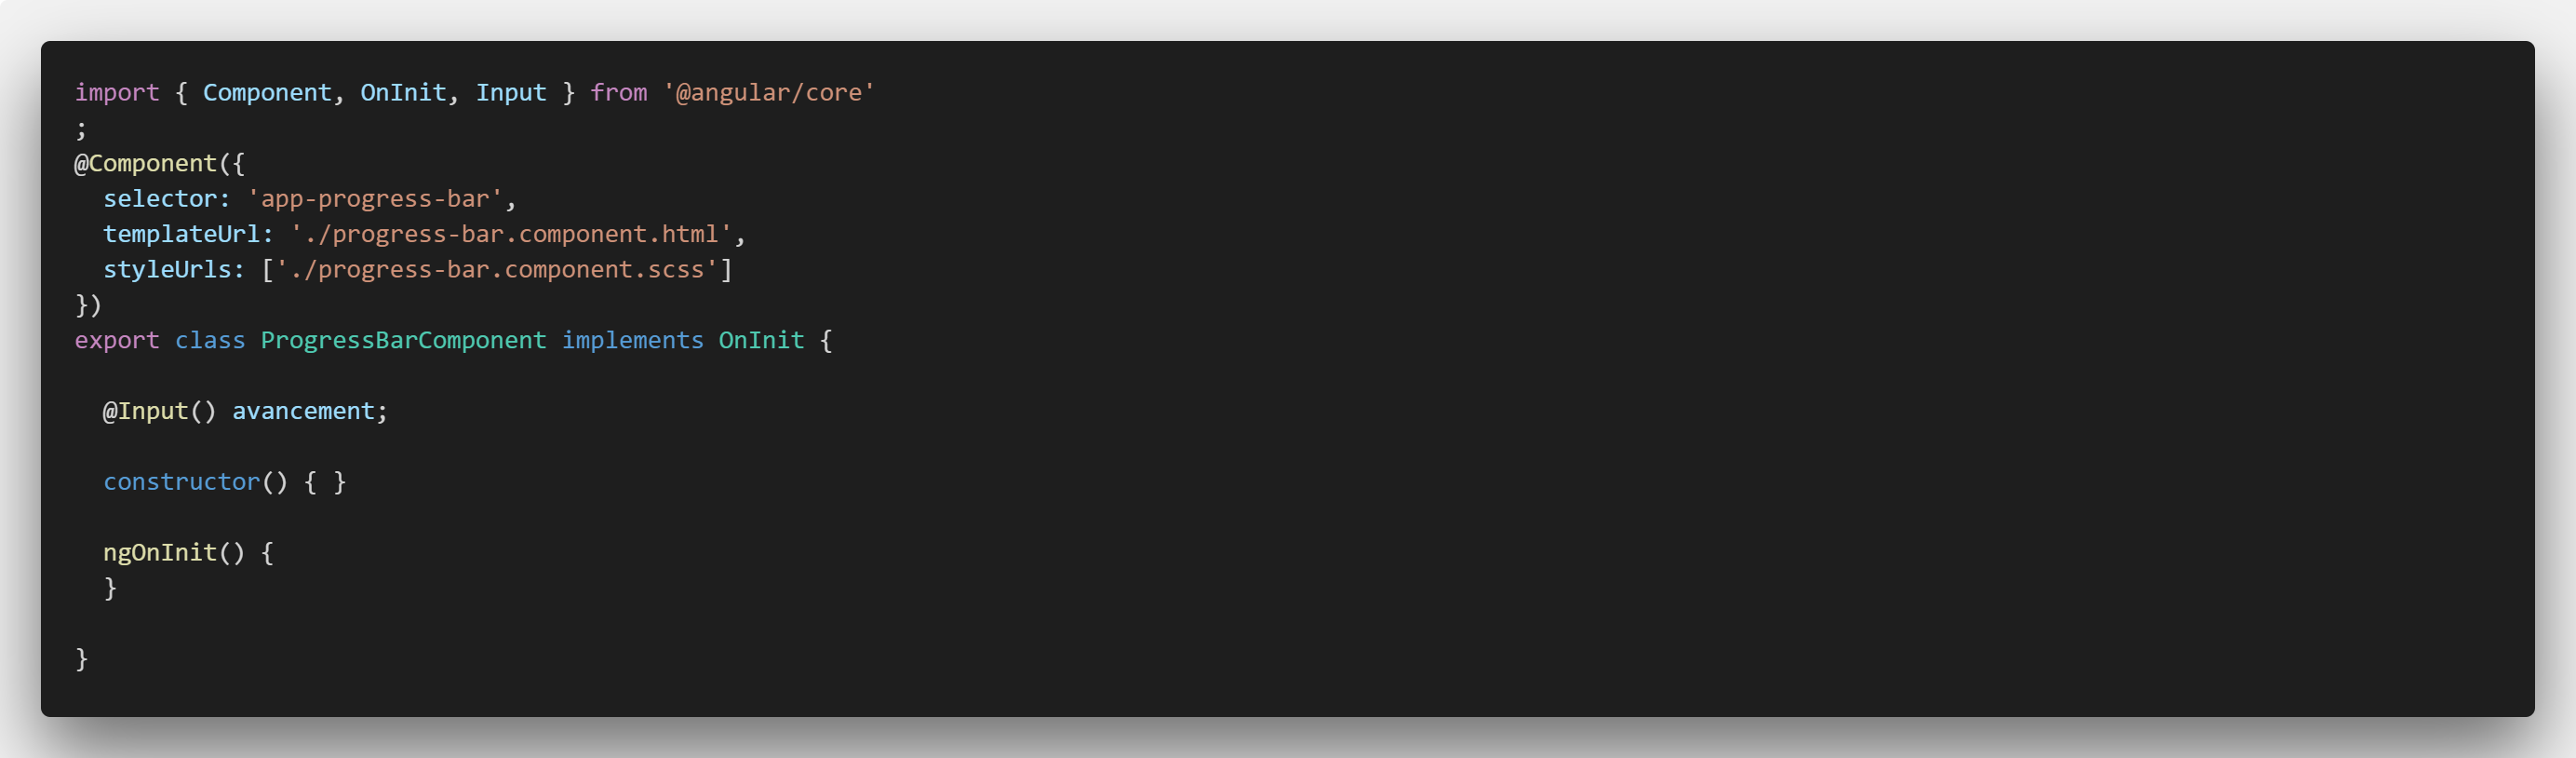 import { Component, OnInit, Input } from '@angular/core'
;
@Component({
  selector: 'app-progress-bar',
  templateUrl: './progress-bar.component.html',
  styleUrls: ['./progress-bar.component.scss']
})
export class ProgressBarComponent implements OnInit {

  @Input() avancement;

  constructor() { }

  ngOnInit() {
  }

}